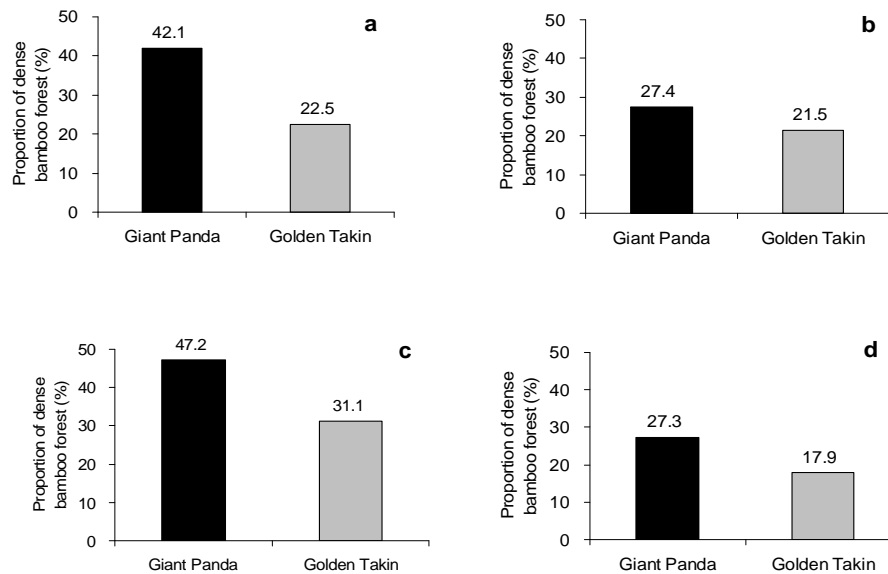 Proportion of dense
bamboo forest (%)
50
40
30
20
10
0
42.1
22.5
a
Giant Panda
Golden Takin
Proportion of dense
bamboo forest (%)
50
40
30
20
10
0
27.4
21.5
b
Giant Panda
Golden Takin
Proportion of dense
bamboo forest (%)
50
40
30
20
10
0
47.2
31.1
c
Giant Panda
Golden Takin
Proportion of dense
bamboo forest (%)
50
40
30
20
10
0
27.3
17.9
d
Giant Panda
Golden Takin